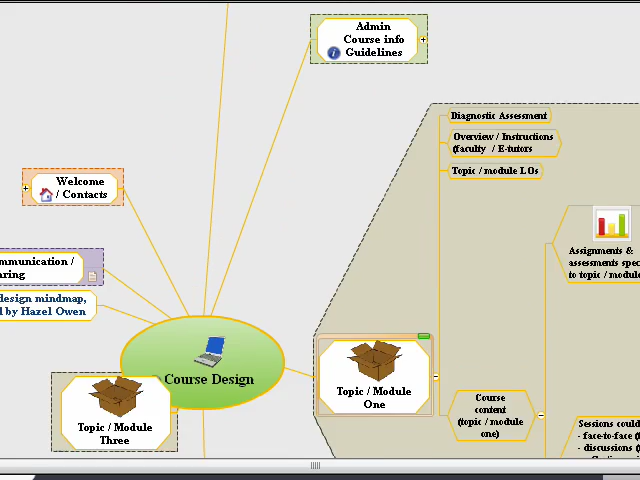 Admin
Course info
Guidelines
Diagnostic Assessment
Overview / Instructions
(faculty / E-tutors
Topic / module LOs
Welcome
/ Contacts
Assignments &
assessments spec
to topic / module
mmunication /
aring
design mindmap,
l by Hazel Owen
Course Design
Topic / Module
One
Topic / Module
Three
Course
content
(topic / module
one)
Sessions could
- face-to-face (
- discussions (